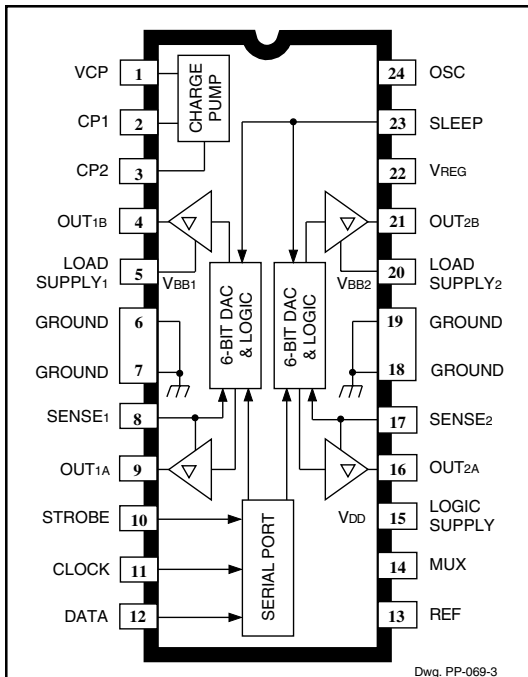 VCP 1
CP1 2
CP2 3
OUT1B 4
LOAD
SUPPLY1 5
GROUND 6
GROUND 7
SENSE1 8
OUT1A 9
STROBE 10
CLOCK 11
DATA 12
CHARGE
PUMP
VBB1
VBB2
6-BIT DAC
& LOGIC
6-BIT DAC
& LOGIC
SERIAL PORT
VDD
24 OSC
23 SLEEP
22 VREG
21 OUT2B
20 LOAD
SUPPLY2
19 GROUND
18 GROUND
17 SENSE2
16 OUT2A
15 LOGIC
SUPPLY
14 MUX
13 REF
Dwg. PP-069-3